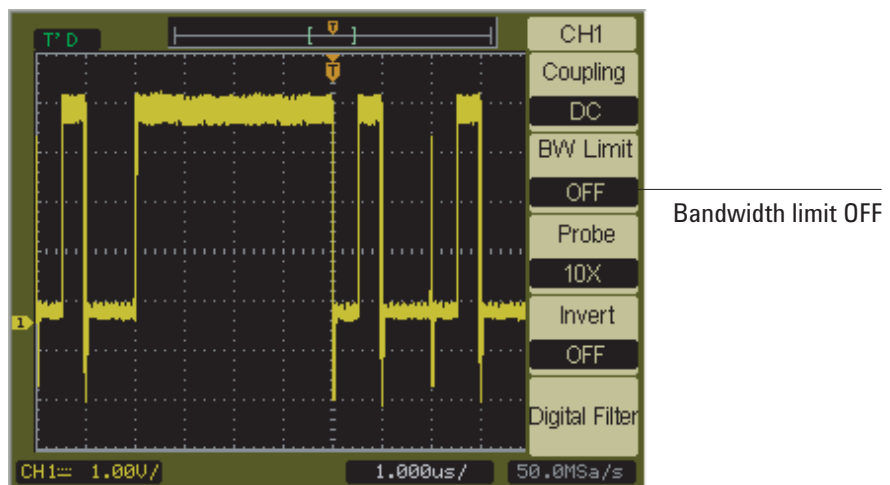 T'D
T
T
CH1
Coupling
DC
BW Limit
OFF
Bandwidth limit OFF
Probe
10X
Invert
OFF
Digital Filter
1
CH1 1.00V/
1.000us/
50.0MSa/s